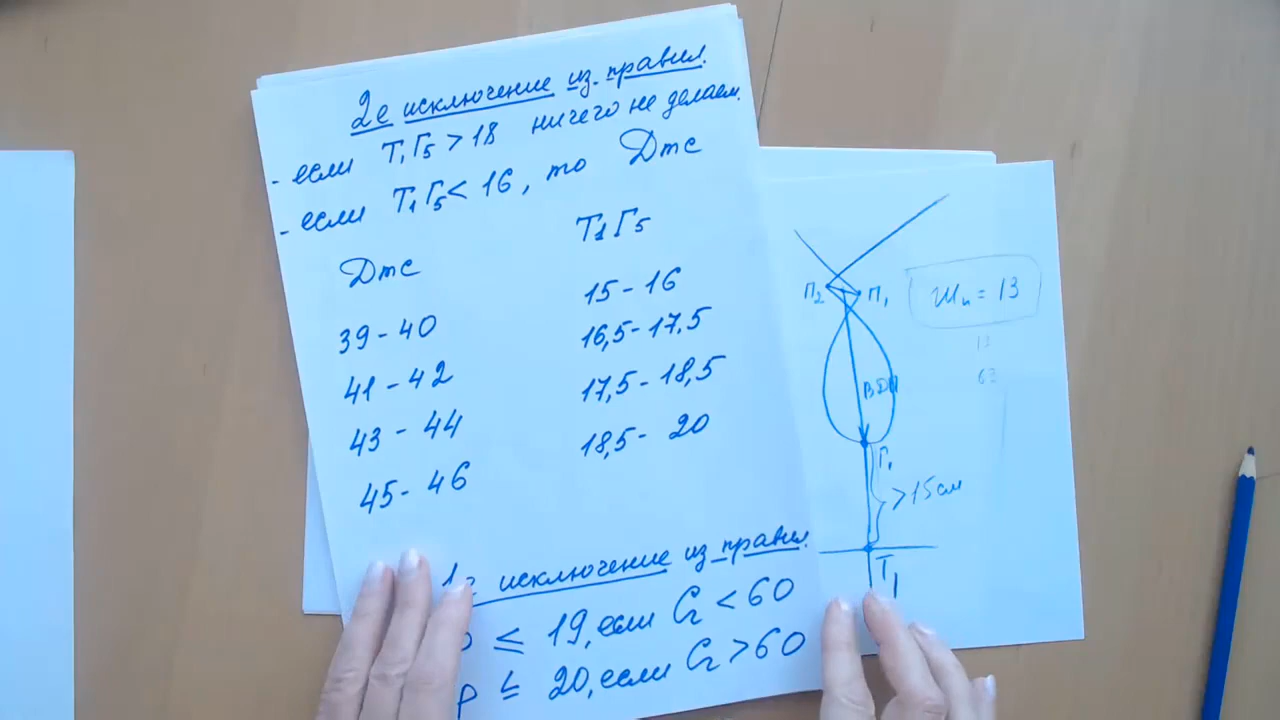 2е исключение из правил.
- если Т₁Г₅ > 18 ничего не делаем.
- если Т₁Г₅ < 16, то Дтс
Дтс Т₁Г₅
39 - 40 15 - 16
41 - 42 16,5 - 17,5
43 - 44 17,5 - 18,5
45 - 46 18,5 - 20
исключение из правил.
≤ 19, если Сг < 60
р ≤ 20, если Сг > 60
П₂ П₁
Шп = 13
63
Г₁
> 15 см
Т₁